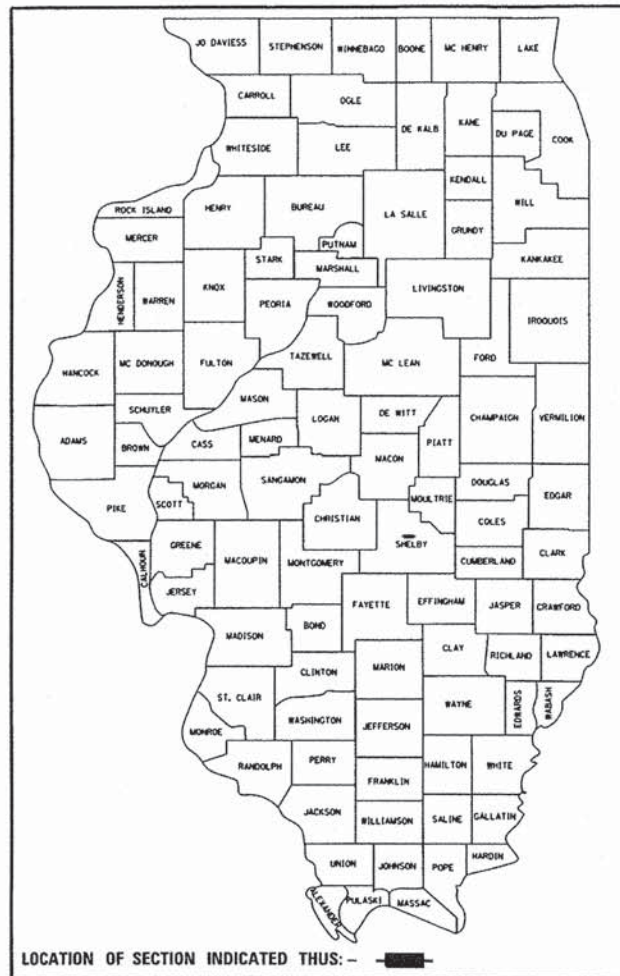 JO DAVIESS
STEPHENSON
WINNEBAGO
BOONE
MC HENRY
LAKE
CARROLL
OGLE
DE KALB
KANE
DU PAGE
COOK
WHITESIDE
LEE
KENDALL
WILL
ROCK ISLAND
HENRY
BUREAU
LA SALLE
GRUNDY
MERCER
PUTNAM
STARK
MARSHALL
KANKAKEE
HENDERSON
WARREN
KNOX
PEORIA
WOODFORD
LIVINGSTON
IROQUOIS
HANCOCK
MC DONOUGH
FULTON
TAZEWELL
MC LEAN
FORD
SCHUYLER
MASON
LOGAN
DE WITT
CHAMPAIGN
VERMILION
ADAMS
BROWN
CASS
MENARD
MACON
PIATT
PIKE
SCOTT
MORGAN
SANGAMON
MOULTRIE
DOUGLAS
EDGAR
CHRISTIAN
COLES
CALHOUN
GREENE
MACOUPIN
MONTGOMERY
SHELBY
CUMBERLAND
CLARK
JERSEY
FAYETTE
EFFINGHAM
JASPER
CRAWFORD
MADISON
BOND
CLAY
RICHLAND
LAWRENCE
CLINTON
MARION
ST. CLAIR
WAYNE
EDWARDS
WABASH
MONROE
WASHINGTON
JEFFERSON
RANDOLPH
PERRY
HAMILTON
WHITE
FRANKLIN
JACKSON
WILLIAMSON
SALINE
GALLATIN
UNION
JOHNSON
POPE
HARDIN
ALEXANDER
PULASKI
MASSAC
LOCATION OF SECTION INDICATED THUS: –